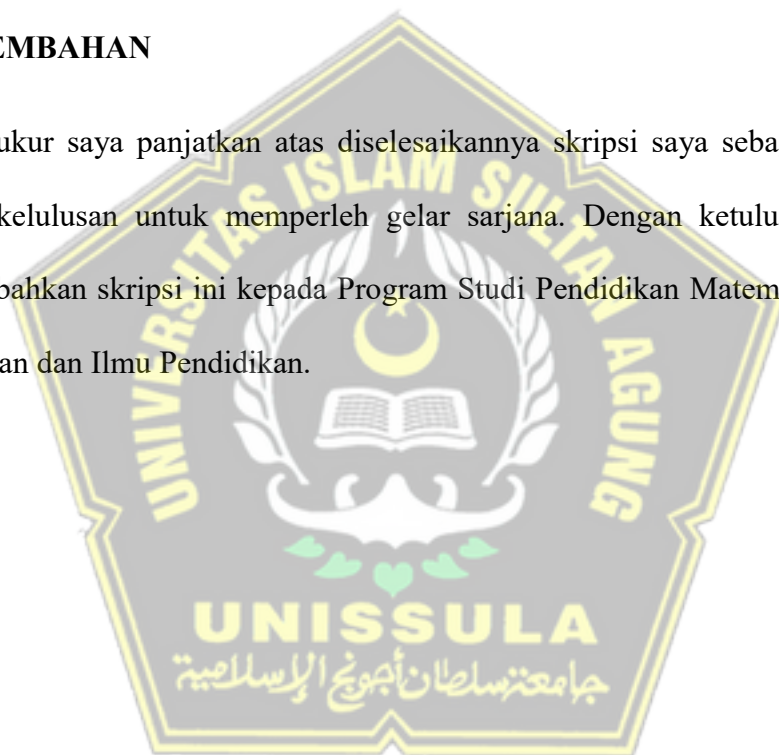 EMBAHAN
ukur saya panjatkan atas diselesaikannya skripsi saya seba
kelulusan untuk memperleh gelar sarjana. Dengan ketulu
bahkan skripsi ini kepada Program Studi Pendidikan Matem
an dan Ilmu Pendidikan.
UNIVERSITAS ISLAM SULTAN AGUNG
UNISSULA
جامعة سلطان أجونج الإسلامية